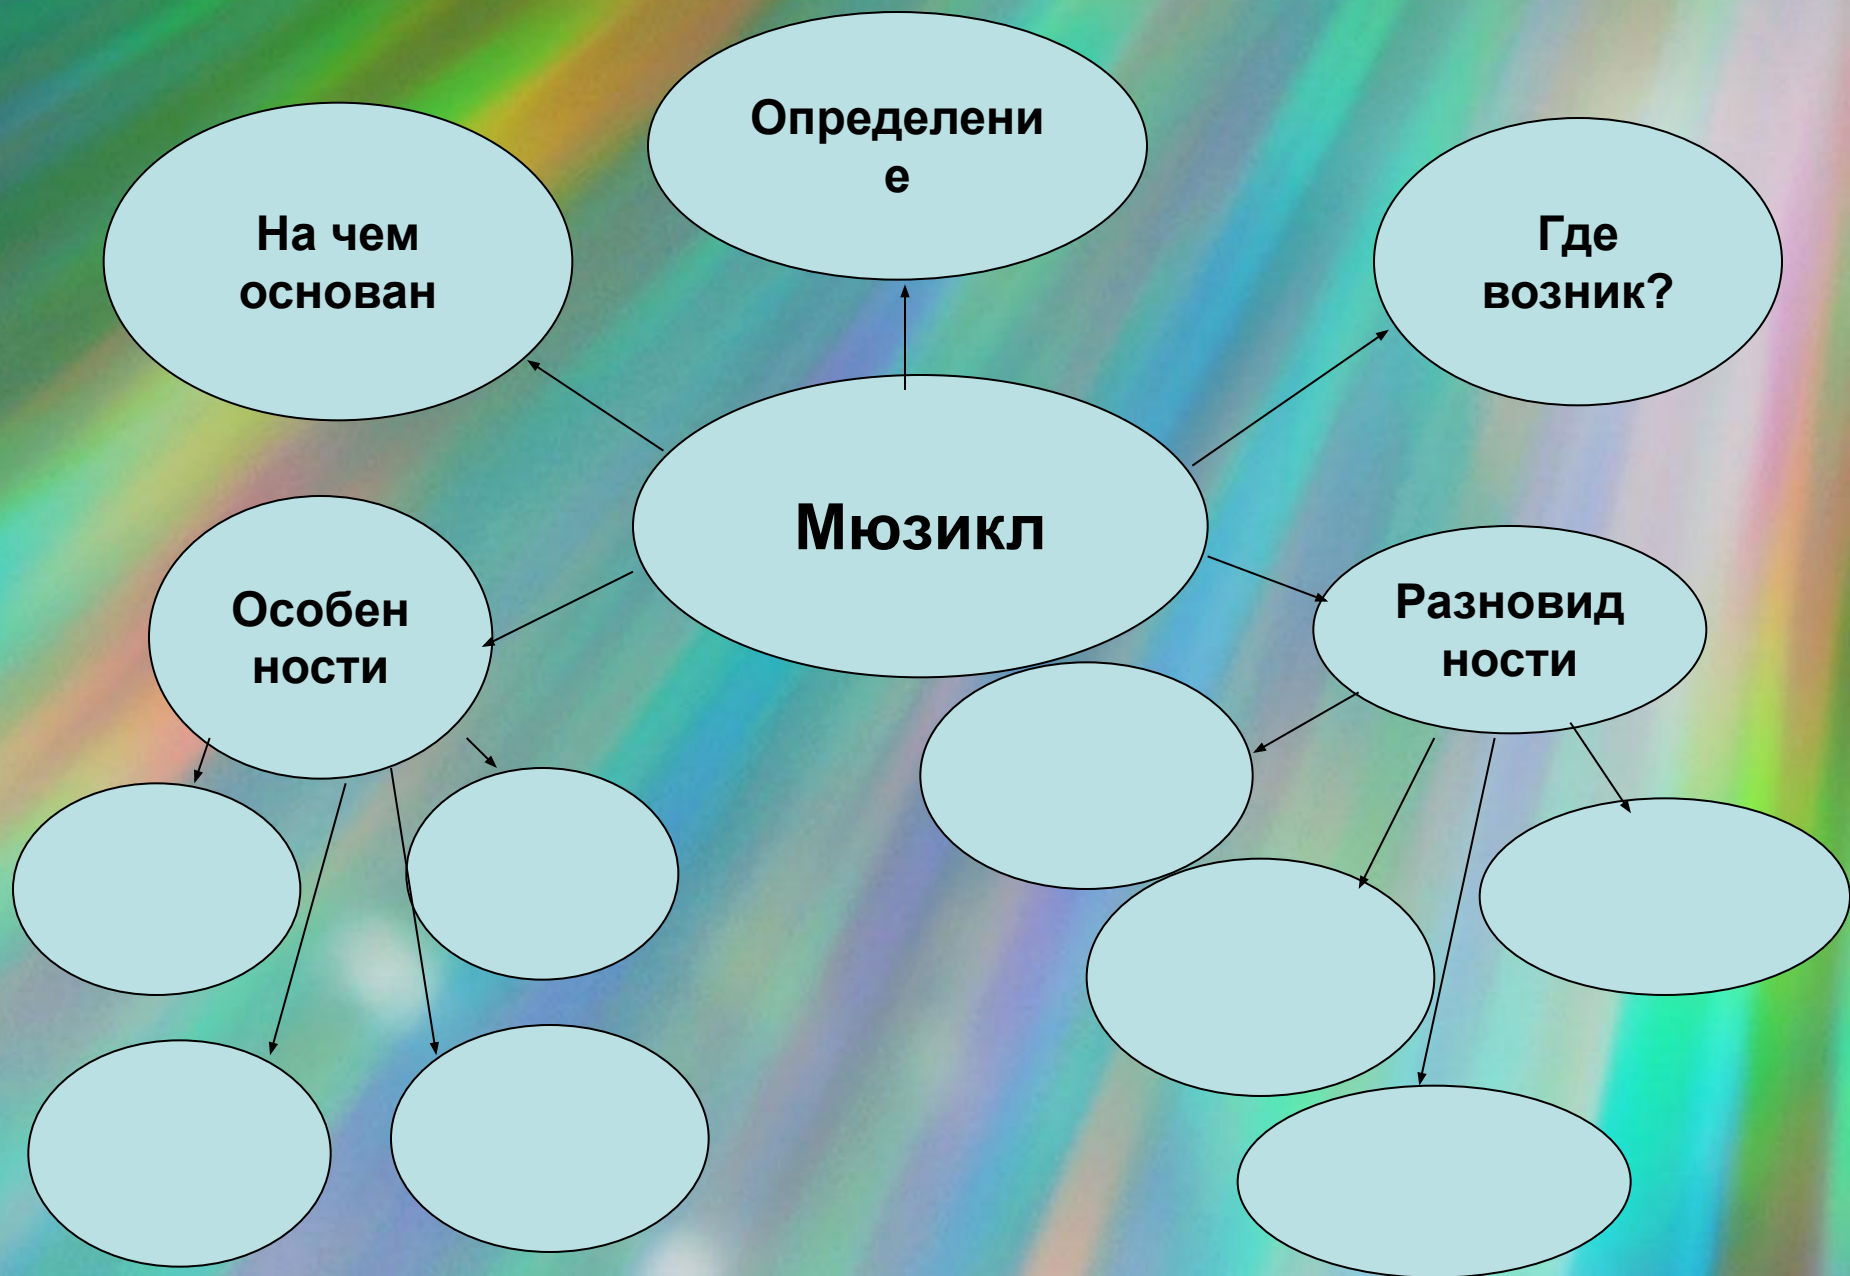 Определени
е
На чем
основан
Где
возник?
Мюзикл
Особен
ности
Разновид
ности